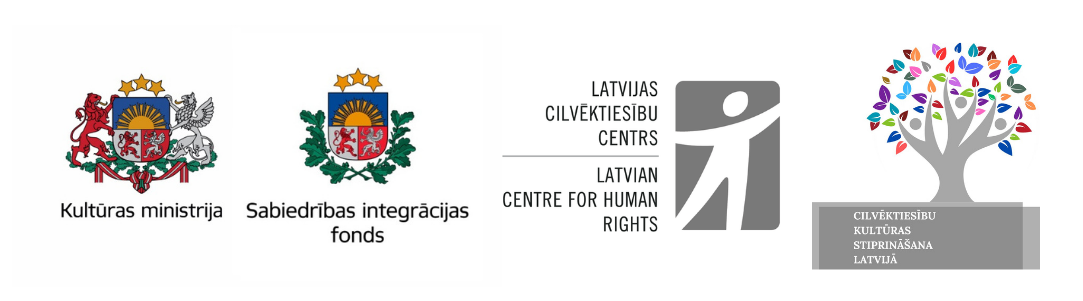 Kultūras ministrija
Sabiedrības integrācijas
fonds
LATVIJAS
CILVĒKTIESĪBU
CENTRS
LATVIAN
CENTRE FOR HUMAN
RIGHTS
CILVĒKTIESĪBU
KULTŪRAS
STIPRINĀŠANA
LATVIJĀ